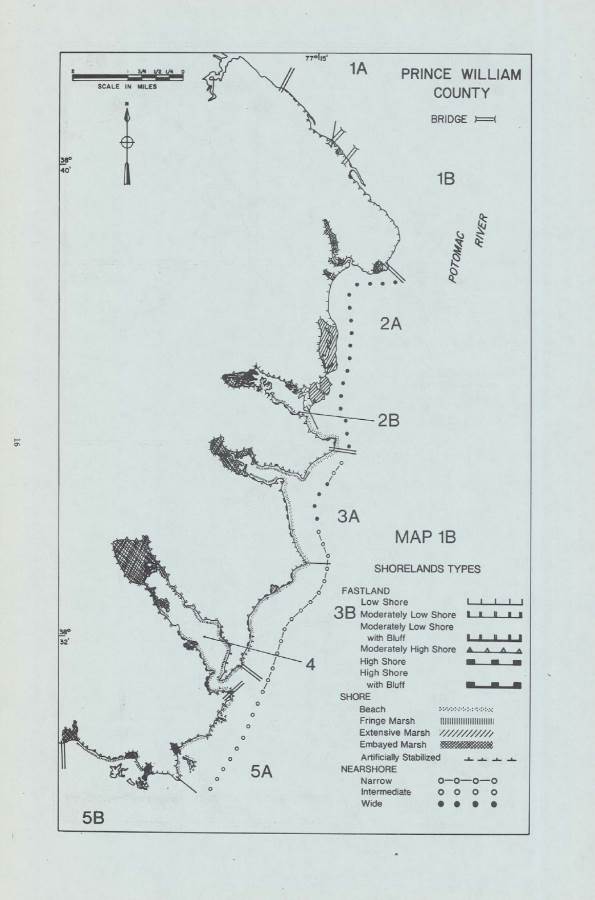 77° 15'
1A
PRINCE WILLIAM
COUNTY
BRIDGE
1 3/4 1/2 1/4 0
SCALE IN MILES
N
38°
40'
1B
POTOMAC
RIVER
2A
2B
16
3A
MAP 1B
SHORELANDS TYPES
FASTLAND
Low Shore
3B Moderately Low Shore
Moderately Low Shore
with Bluff
Moderately High Shore
High Shore
High Shore
with Bluff
38°
32'
4
SHORE
Beach
Fringe Marsh
Extensive Marsh
Embayed Marsh
Artificially Stabilized
NEARSHORE
Narrow
Intermediate
Wide
5A
5B